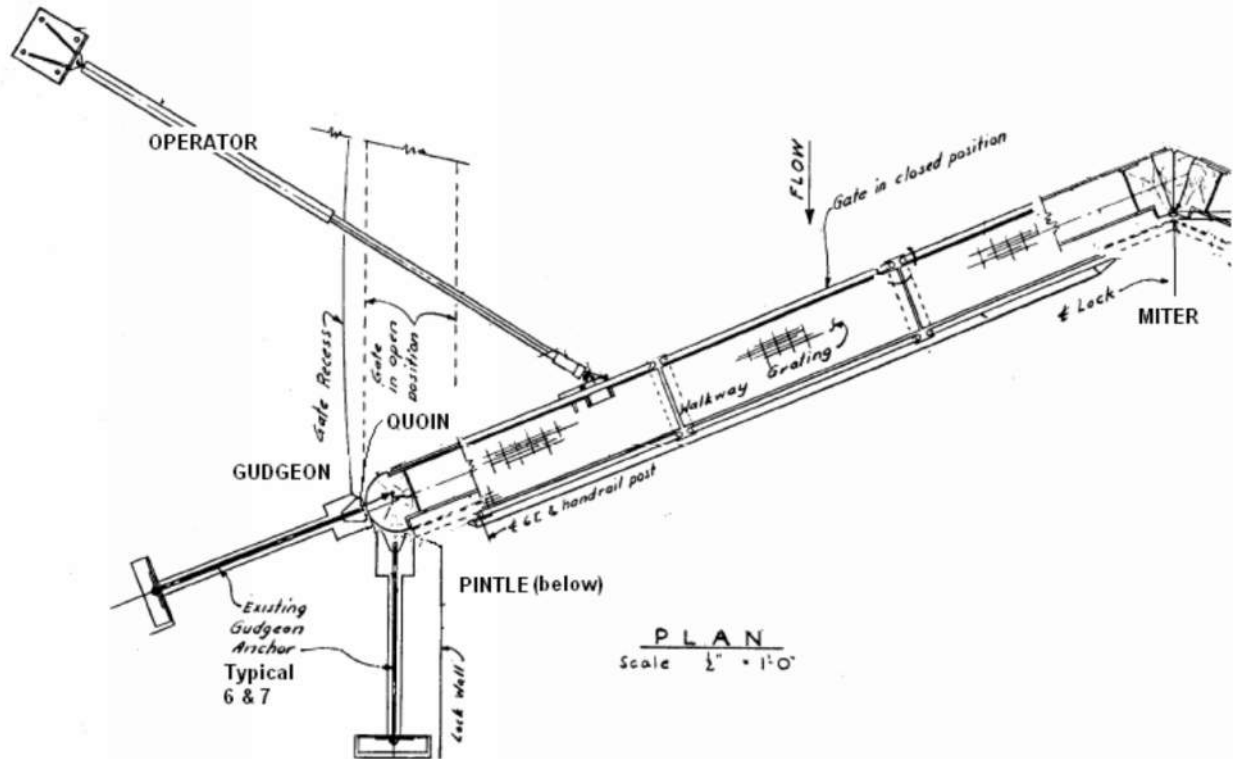 OPERATOR
FLOW
Gate in closed position
Gate Recess
Gate
in open
position
Walkway Grating
℄ Lock
MITER
QUOIN
GUDGEON
& handrail post
PINTLE (below)
Existing
Gudgeon
Anchor
Typical
6 & 7
Lock Wall
PLAN
Scale ½" = 1'-0"